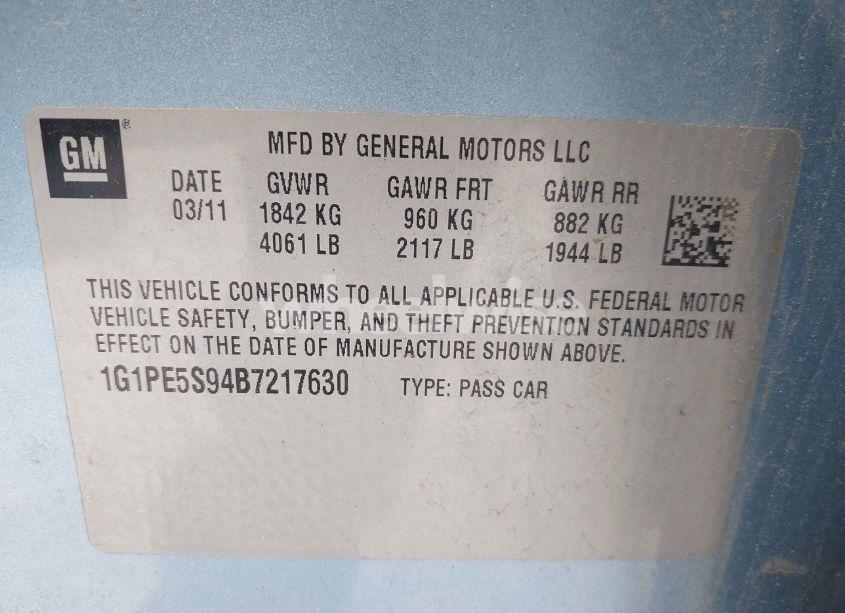 GM®
MFD BY GENERAL MOTORS LLC
DATE GVWR GAWR FRT GAWR RR
03/11 1842 KG 960 KG 882 KG
4061 LB 2117 LB 1944 LB
THIS VEHICLE CONFORMS TO ALL APPLICABLE U.S. FEDERAL MOTOR
VEHICLE SAFETY, BUMPER, AND THEFT PREVENTION STANDARDS IN
EFFECT ON THE DATE OF MANUFACTURE SHOWN ABOVE.
1G1PE5S94B7217630 TYPE: PASS CAR